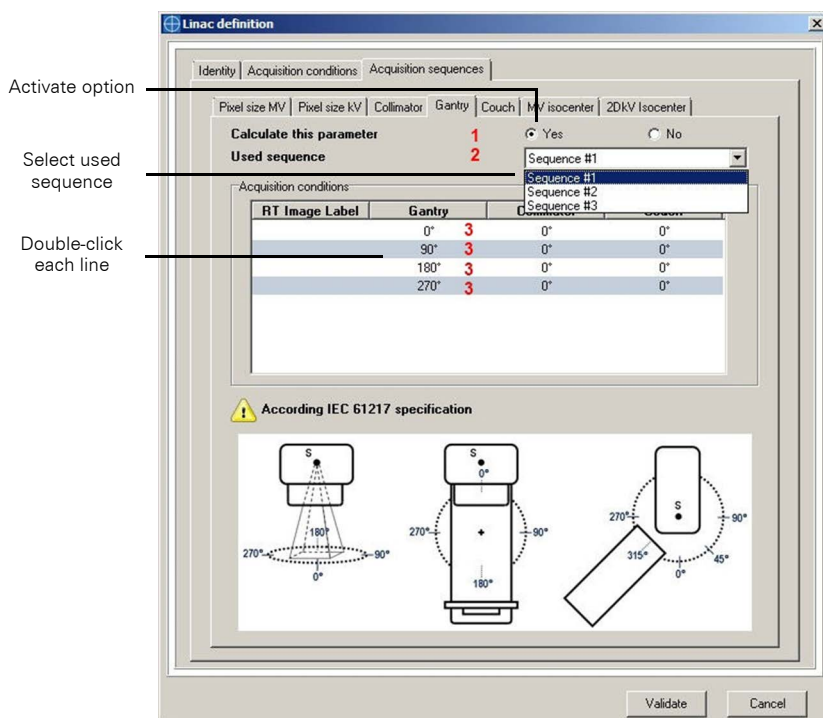 Linac definition
Identity
Acquisition conditions
Acquisition sequences
Activate option
Pixel size MV
Pixel size kV
Collimator
Gantry
Couch
MV isocenter
2DkV Isocenter
Calculate this parameter
1
Yes
No
Select used
sequence
Used sequence
2
Sequence #1
Sequence #1
Sequence #2
Sequence #3
Acquisition conditions
RT Image Label
Gantry
Collimator
Couch
0° 3 0° 0°
Double-click
each line
90° 3 0° 0°
180° 3 0° 0°
270° 3 0° 0°
According IEC 61217 specification
S
180°
270°
90°
0°
S
0°
270°
90°
180°
S
270°
90°
315°
45°
0°
Validate
Cancel